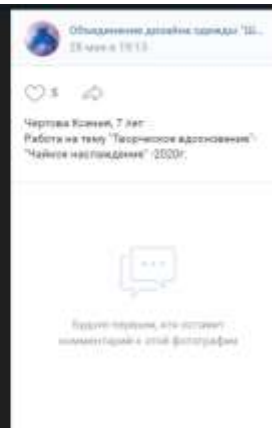 Объединение дизайна одежды "Ш...
28 мая в 19:13
5
Чертова Ксения, 7 лет
Работа на тему "Творческое вдохновение"-
"Чайное наслаждение" -2020г.
Будьте первым, кто оставит
комментарий к этой фотографии